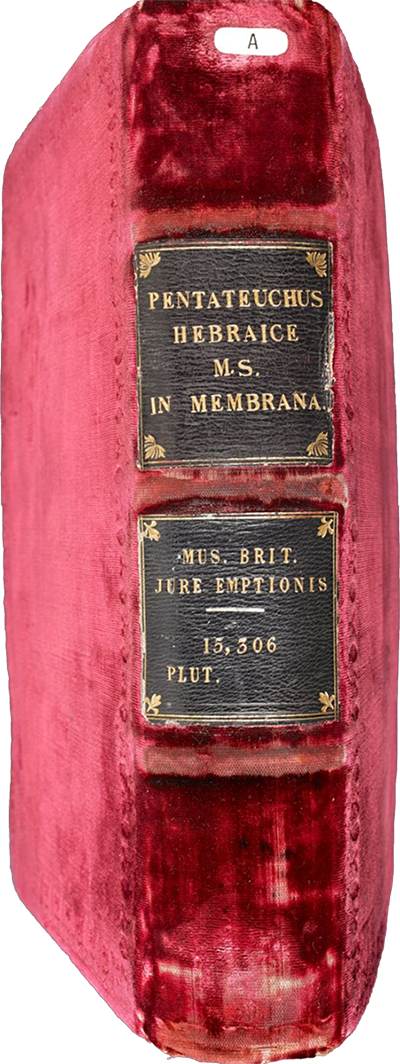 A
PENTATEUCHUS
HEBRAICE
M.S.
IN MEMBRANA.
MUS. BRIT.
JURE EMPTIONIS
15,306
PLUT.